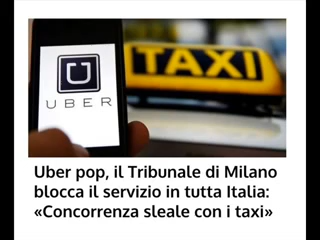 U
UBER
TAXI
Uber pop, il Tribunale di Milano
blocca il servizio in tutta Italia:
«Concorrenza sleale con i taxi»